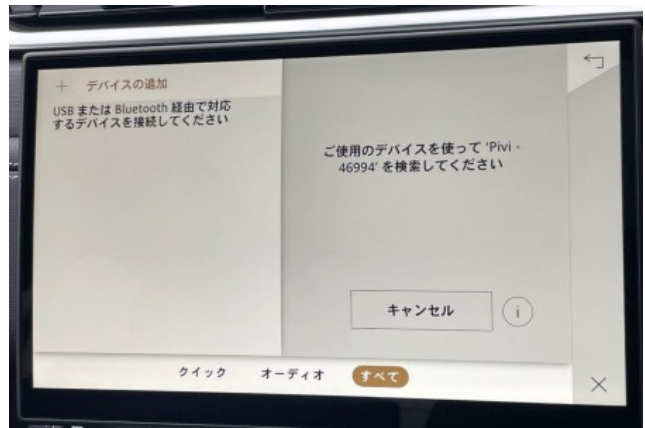 デバイスの追加
USB または Bluetooth 経由で対応
するデバイスを接続してください
ご使用のデバイスを使って 'Pivi -
46994' を検索してください
キャンセル
i
クイック オーディオ すべて